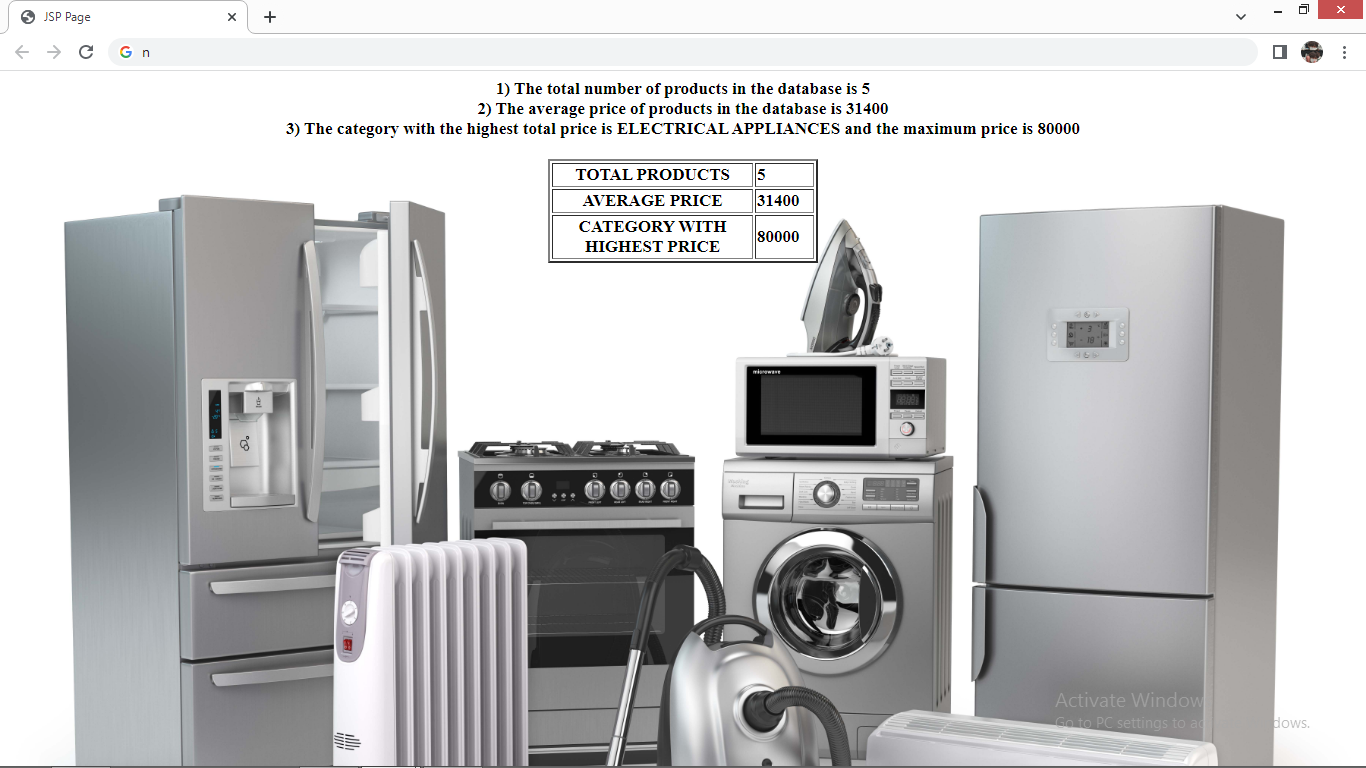 JSP Page
n
1) The total number of products in the database is 5
2) The average price of products in the database is 31400
3) The category with the highest total price is ELECTRICAL APPLIANCES and the maximum price is 80000
TOTAL PRODUCTS 5
AVERAGE PRICE 31400
CATEGORY WITH
HIGHEST PRICE 80000
microwave
Activate Window
Go to PC settings to ac dows.